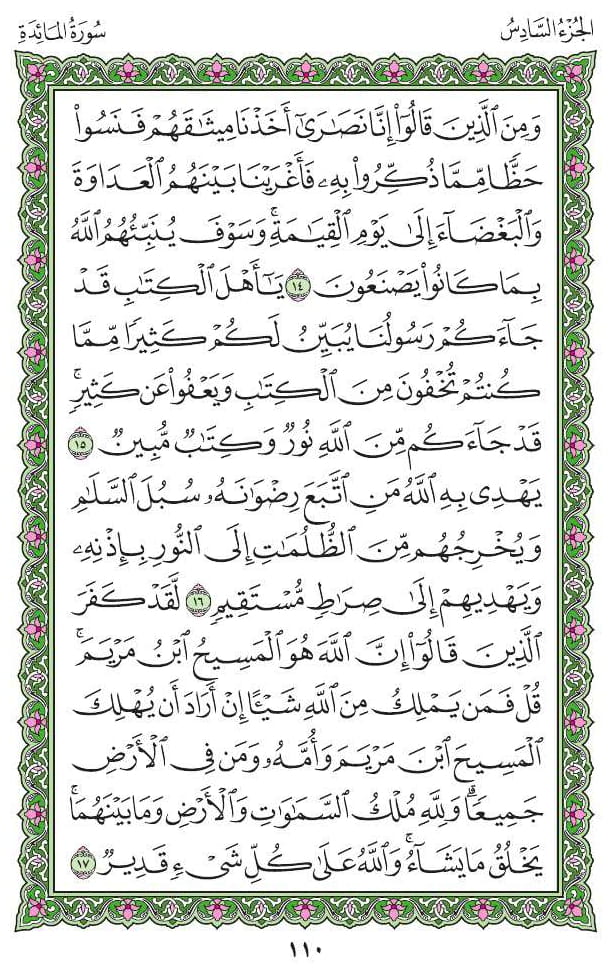 الجُزْءُ السَّادِسُ
سُورَةُ المَائِدَةِ
وَمِنَ ٱلَّذِينَ قَالُوٓاْ إِنَّا نَصَٰرَىٰٓ أَخَذۡنَا مِيثَٰقَهُمۡ فَنَسُواْ
حَظّٗا مِّمَّا ذُكِّرُواْ بِهِۦ فَأَغۡرَيۡنَا بَيۡنَهُمُ ٱلۡعَدَاوَةَ
وَٱلۡبَغۡضَآءَ إِلَىٰ يَوۡمِ ٱلۡقِيَٰمَةِۚ وَسَوۡفَ يُنَبِّئُهُمُ ٱللَّهُ
بِمَا كَانُواْ يَصۡنَعُونَ ١٤ يَٰٓأَهۡلَ ٱلۡكِتَٰبِ قَدۡ
جَآءَكُمۡ رَسُولُنَا يُبَيِّنُ لَكُمۡ كَثِيرٗا مِّمَّا
كُنتُمۡ تُخۡفُونَ مِنَ ٱلۡكِتَٰبِ وَيَعۡفُواْ عَن كَثِيرٖۚ
قَدۡ جَآءَكُم مِّنَ ٱللَّهِ نُورٞ وَكِتَٰبٞ مُّبِينٞ ١٥
يَهۡدِي بِهِ ٱللَّهُ مَنِ ٱتَّبَعَ رِضۡوَٰنَهُۥ سُبُلَ ٱلسَّلَٰمِ
وَيُخۡرِجُهُم مِّنَ ٱلظُّلُمَٰتِ إِلَى ٱلنُّورِ بِإِذۡنِهِۦ
وَيَهۡدِيهِمۡ إِلَىٰ صِرَٰطٖ مُّسۡتَقِيمٖ ١٦ لَّقَدۡ كَفَرَ
ٱلَّذِينَ قَالُوٓاْ إِنَّ ٱللَّهَ هُوَ ٱلۡمَسِيحُ ٱبۡنُ مَرۡيَمَۚ
قُلۡ فَمَن يَمۡلِكُ مِنَ ٱللَّهِ شَيۡـًٔا إِنۡ أَرَادَ أَن يُهۡلِكَ
ٱلۡمَسِيحَ ٱبۡنَ مَرۡيَمَ وَأُمَّهُۥ وَمَن فِي ٱلۡأَرۡضِ
جَمِيعٗاۗ وَلِلَّهِ مُلۡكُ ٱلسَّمَٰوَٰتِ وَٱلۡأَرۡضِ وَمَا بَيۡنَهُمَاۚ
يَخۡلُقُ مَا يَشَآءُۚ وَٱللَّهُ عَلَىٰ كُلِّ شَيۡءٖ قَدِيرٞ ١٧
١١٠